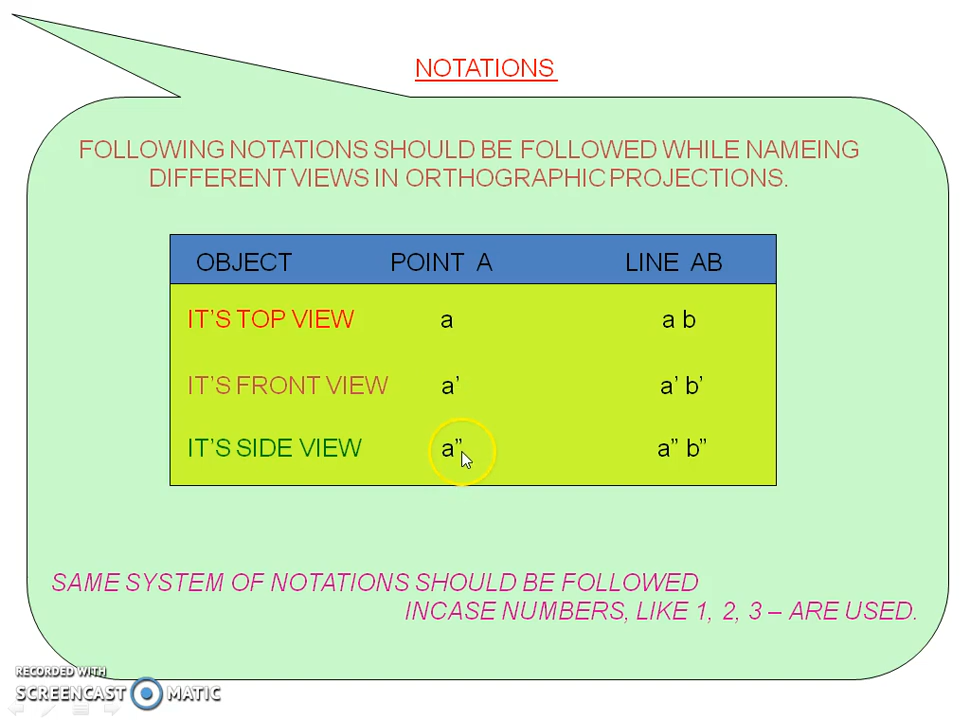 NOTATIONS
FOLLOWING NOTATIONS SHOULD BE FOLLOWED WHILE NAMEING
DIFFERENT VIEWS IN ORTHOGRAPHIC PROJECTIONS.
OBJECT POINT A LINE AB
IT’S TOP VIEW a a b
IT’S FRONT VIEW a’ a’ b’
IT’S SIDE VIEW a” a” b”
SAME SYSTEM OF NOTATIONS SHOULD BE FOLLOWED
INCASE NUMBERS, LIKE 1, 2, 3 – ARE USED.
RECORDED WITH
SCREENCAST MATIC